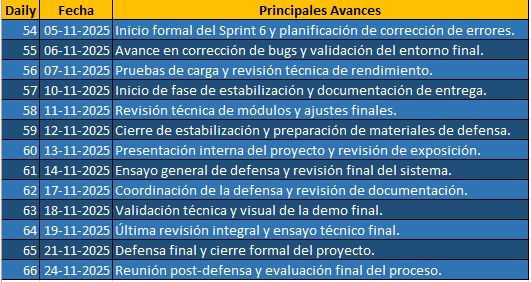 Daily Fecha Principales Avances
54 05-11-2025 Inicio formal del Sprint 6 y planificación de corrección de errores.
55 06-11-2025 Avance en corrección de bugs y validación del entorno final.
56 07-11-2025 Pruebas de carga y revisión técnica de rendimiento.
57 10-11-2025 Inicio de fase de estabilización y documentación de entrega.
58 11-11-2025 Revisión técnica de módulos y ajustes finales.
59 12-11-2025 Cierre de estabilización y preparación de materiales de defensa.
60 13-11-2025 Presentación interna del proyecto y revisión de exposición.
61 14-11-2025 Ensayo general de defensa y revisión final del sistema.
62 17-11-2025 Coordinación de la defensa y revisión de documentación.
63 18-11-2025 Validación técnica y visual de la demo final.
64 19-11-2025 Última revisión integral y ensayo técnico final.
65 21-11-2025 Defensa final y cierre formal del proyecto.
66 24-11-2025 Reunión post-defensa y evaluación final del proceso.